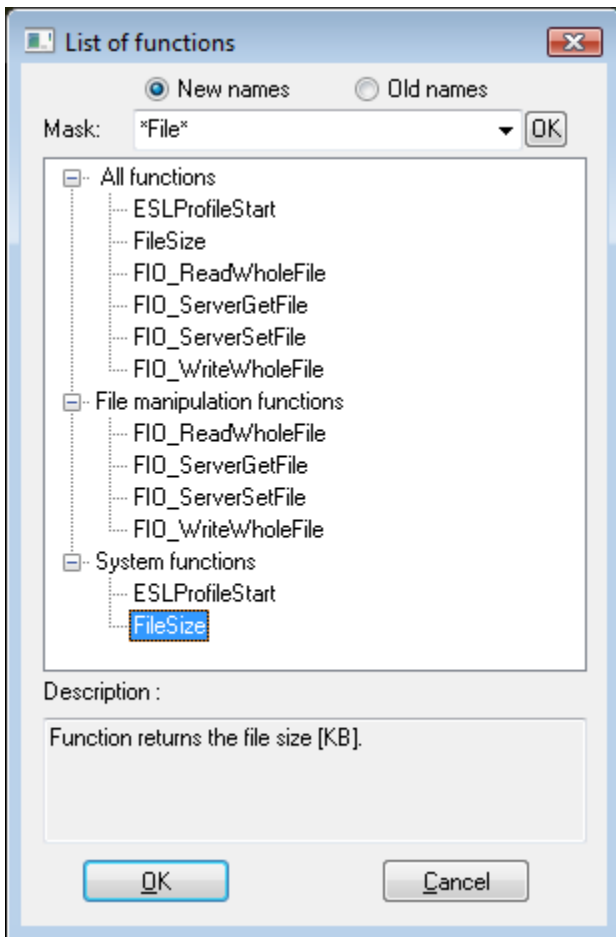 List of functions
New names Old names
Mask: *File* OK
All functions
ESLProfileStart
FileSize
FIO_ReadWholeFile
FIO_ServerGetFile
FIO_ServerSetFile
FIO_WriteWholeFile
File manipulation functions
FIO_ReadWholeFile
FIO_ServerGetFile
FIO_ServerSetFile
FIO_WriteWholeFile
System functions
ESLProfileStart
FileSize
Description :
Function returns the file size [KB].
OK Cancel